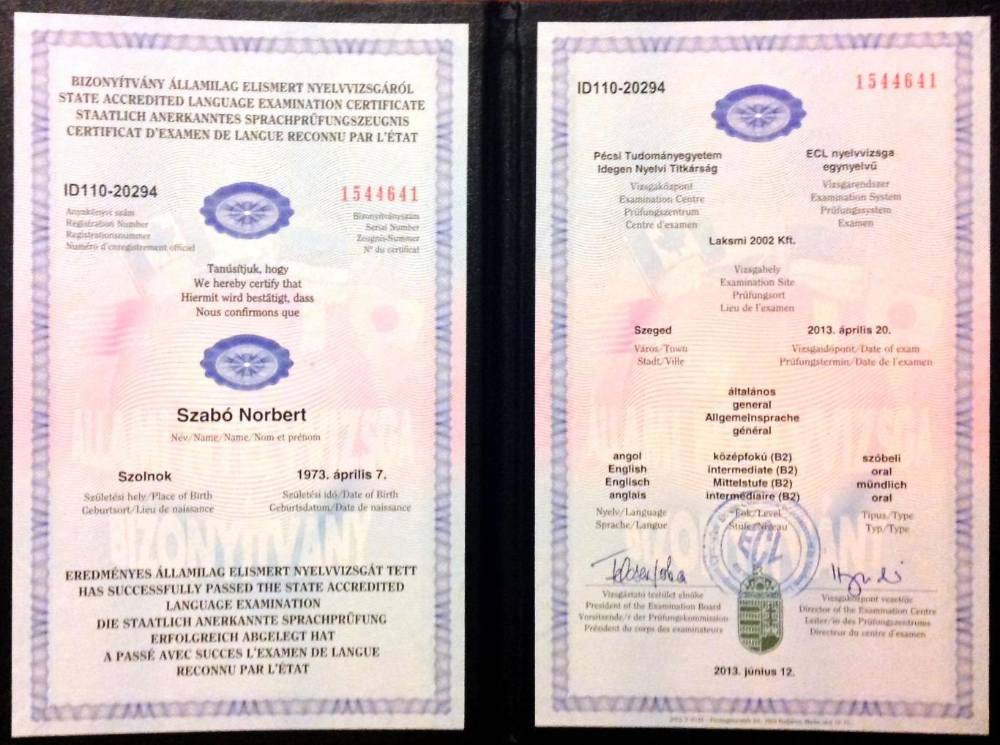 BIZONYÍTVÁNY ÁLLAMILAG ELISMERT NYELVVIZSGÁRÓL
STATE ACCREDITED LANGUAGE EXAMINATION CERTIFICATE
STAATLICH ANERKANNTES SPRACHPRÜFUNGSZEUGNIS
CERTIFICAT D'EXAMEN DE LANGUE RECONNU PAR L'ÉTAT
ID110-20294
1544641
Anyakönyvi szám
Registration Number
Registrationsnummer
Numéro d'enregistrement officiel
Bizonyítványszám
Serial Number
Zeugnis-Nummer
N° du certificat
Tanúsítjuk, hogy
We hereby certify that
Hiermit wird bestätigt, dass
Nous confirmons que
Szabó Norbert
Név/Name/Name/Nom et prénom
Szolnok
1973. április 7.
Születési hely/Place of Birth
Geburtsort/Lieu de naissance
Születési idő/Date of Birth
Geburtsdatum/Date de naissance
BIZONYÍTVÁNY
EREDMÉNYES ÁLLAMILAG ELISMERT NYELVVIZSGÁT TETT
HAS SUCCESSFULLY PASSED THE STATE ACCREDITED
LANGUAGE EXAMINATION
DIE STAATLICH ANERKANNTE SPRACHPRÜFUNG
ERFOLGREICH ABGELEGT HAT
A PASSÉ AVEC SUCCES L'EXAMEN DE LANGUE
RECONNU PAR L'ÉTAT
ID110-20294
1544641
Pécsi Tudományegyetem
Idegen Nyelvi Titkárság
Vizsgaközpont
Examination Centre
Prüfungszentrum
Centre d'examen
ECL nyelvvizsga
egynyelvű
Vizsgarendszer
Examination System
Prüfungssystem
Examen
Laksmi 2002 Kft.
Vizsgahely
Examination Site
Prüfungsort
Lieu de l'examen
Szeged
Város/Town
Stadt/Ville
2013. április 20.
Vizsgaidőpont/Date of exam
Prüfungstermin/Date de l'examen
általános
general
Allgemeinsprache
général
angol
English
Englisch
anglais
Nyelv/Language
Sprache/Langue
középfokú (B2)
intermediate (B2)
Mittelstufe (B2)
intermédiaire (B2)
Fok/Level
Stufe/Niveau
szóbeli
oral
mündlich
oral
Típus/Type
Typ/Type
BIZONYÍTVÁNY
ECL
Vizsgáztató testület elnöke
President of the Examination Board
Vorsitzende/r der Prüfungskommission
Président du corps des examinateurs
Vizsgaközpont vezetője
Director of the Examination Centre
Leiter/in des Prüfungszentrums
Directeur du centre d'examen
2013. június 12.